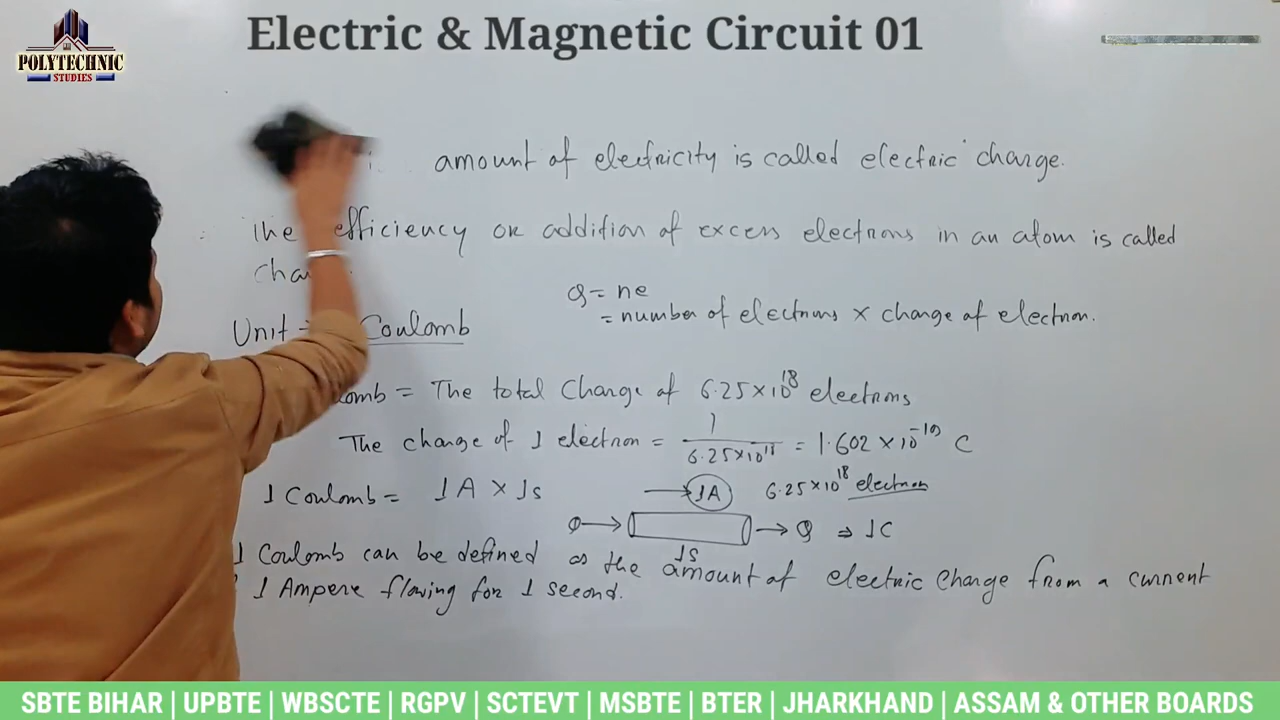 Electric & Magnetic Circuit 01
POLYTECHNIC
STUDIES
amount of electricity is called electric charge.
The efficiency or addition of excess electrons in an atom is called
Cha
Q = ne
= number of electrons × charge of electron.
Unit → Coulomb
lomb = The total Charge of 6.25×10^18 electrons
The charge of 1 electron = 1/6.25×10^18 = 1.602×10^-19 C
1 Coulomb = 1A × 1s
→ 1A 6.25×10^18 electron
Q → → Q ⇒ 1C
1s
1 Coulomb can be defined as the amount of electric charge from a current
1 Ampere flowing for 1 second.
SBTE BIHAR | UPBTE | WBSCTE | RGPV | SCTEVT | MSBTE | BTER | JHARKHAND | ASSAM & OTHER BOARDS